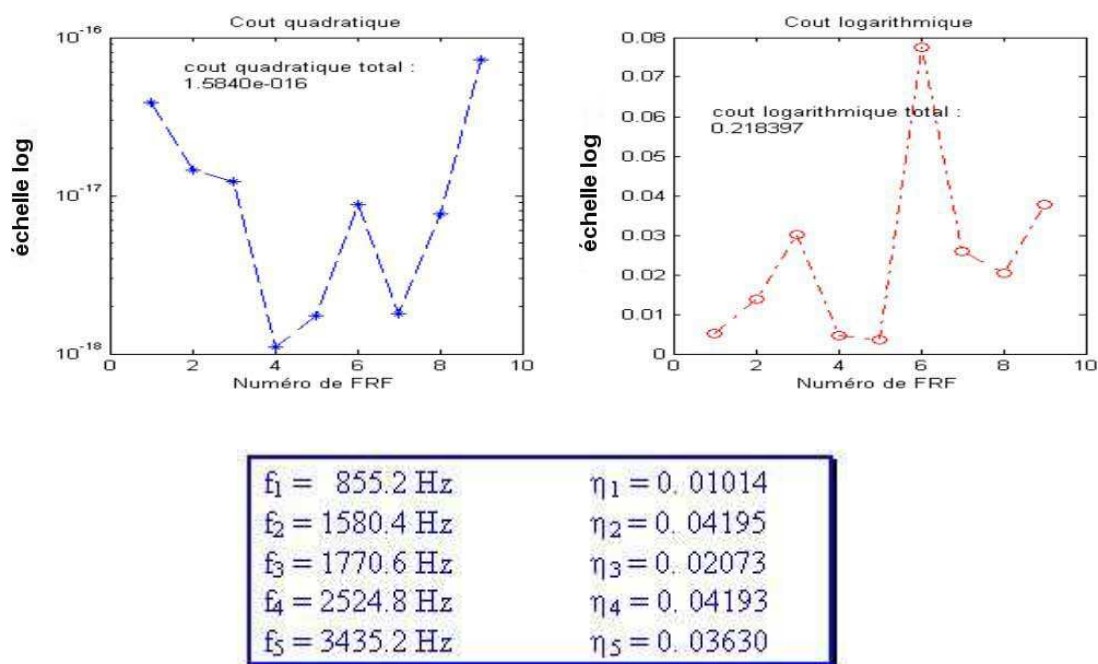 Cout quadratique
10^-16
10^-17
10^-18
échelle log
cout quadratique total :
1.5840e-016
0 2 4 6 8 10
Numéro de FRF
Cout logarithmique
0.08
0.07
0.06
0.05
0.04
0.03
0.02
0.01
0
échelle log
cout logarithmique total :
0.218397
0 2 4 6 8 10
Numéro de FRF
f1 = 855.2 Hz η1 = 0. 01014
f2 = 1580.4 Hz η2 = 0. 04195
f3 = 1770.6 Hz η3 = 0. 02073
f4 = 2524.8 Hz η4 = 0. 04193
f5 = 3435.2 Hz η5 = 0. 03630